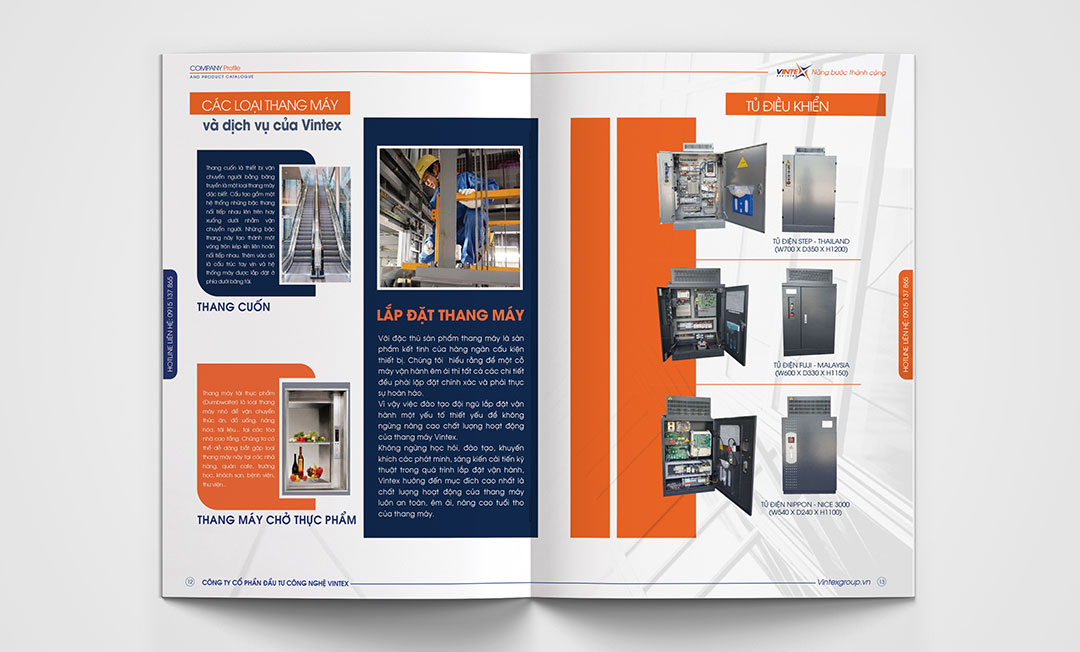 COMPANY Profile
AND PRODUCT CATALOGUE
CÁC LOẠI THANG MÁY
và dịch vụ của Vintex
Thang cuốn là thiết bị vận
chuyển người bằng băng
truyền là một loại thang máy
đặc biết. Cấu tạo gồm một
hệ thống những bậc thang
nối tiếp nhau lên trên hay
xuống dưới nhằm vận
chuyển người. Những bậc
thang này tạo thành một
vòng tròn kép kín liên hoàn
nối tiếp nhau. Thêm vào đó
là cấu trúc tay vịn và hệ
thống máy được lắp đặt ở
phía dưới băng tải.
THANG CUỐN
HOTLINE LIÊN HỆ: 0915 137 865
Thang máy tải thực phẩm
(Dumbwaiter) là loại thang
máy nhỏ để vận chuyển
thức ăn, đồ uống, hàng
hóa, tài liệu... tại các tòa
nhà cao tầng. Chúng ta có
thể dễ dàng bắt gặp loại
thang máy này tại các nhà
hàng, quán cafe, trường
học, khách sạn, bệnh viện,
thư viện...
THANG MÁY CHỞ THỰC PHẨM
LẮP ĐẶT THANG MÁY
Với đặc thù sản phẩm thang máy là sản
phẩm kết tinh của hàng ngàn cấu kiện
thiết bị. Chúng tôi hiểu rằng để một cỗ
máy vận hành êm ái thì tất cả các chi tiết
đều phải lắp đặt chính xác và phải thực
sự hoàn hảo.
Vì vậy việc đào tạo đội ngũ lắp đặt vận
hành một yếu tố thiết yếu để không
ngừng nâng cao chất lượng hoạt động
của thang máy Vintex.
Không ngừng học hỏi, đào tạo, khuyến
khích các phát minh, sáng kiến cải tiến kỹ
thuật trong quá trình lắp đặt vận hành,
Vintex hướng đến mục đích cao nhất là
chất lượng hoạt động của thang máy
luôn an toàn, êm ái, nâng cao tuổi thọ
của thang máy.
12 CÔNG TY CỔ PHẦN ĐẦU TƯ CÔNG NGHỆ VINTEX
VINTEX Nâng bước thành công
TỦ ĐIỀU KHIỂN
TỦ ĐIỆN STEP - THAILAND
(W700 X D350 X H1200)
TỦ ĐIỆN FUJI - MALAYSIA
(W600 X D330 X H1150)
TỦ ĐIỆN NIPPON - NICE 3000
(W540 X D240 X H1100)
HOTLINE LIÊN HỆ: 0915 137 865
Vintexgroup.vn 13